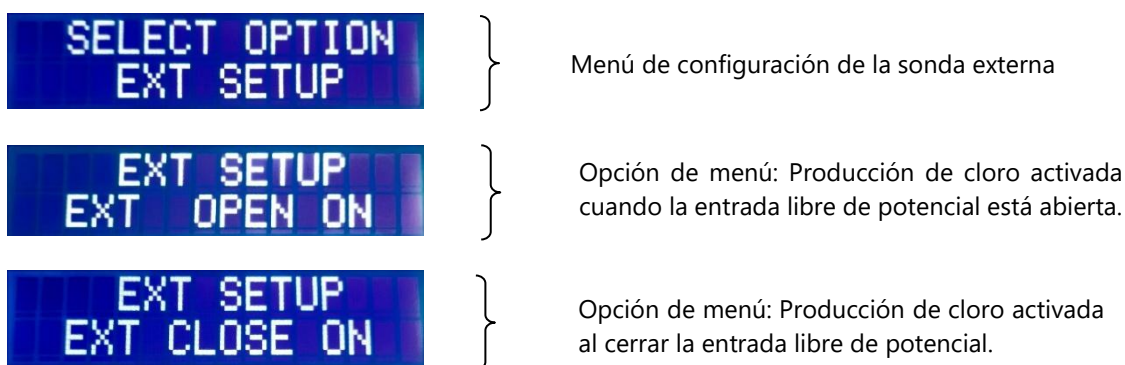 SELECT OPTION
EXT SETUP
Menú de configuración de la sonda externa
EXT SETUP
EXT OPEN ON
Opción de menú: Producción de cloro activada
cuando la entrada libre de potencial está abierta.
EXT SETUP
EXT CLOSE ON
Opción de menú: Producción de cloro activada
al cerrar la entrada libre de potencial.